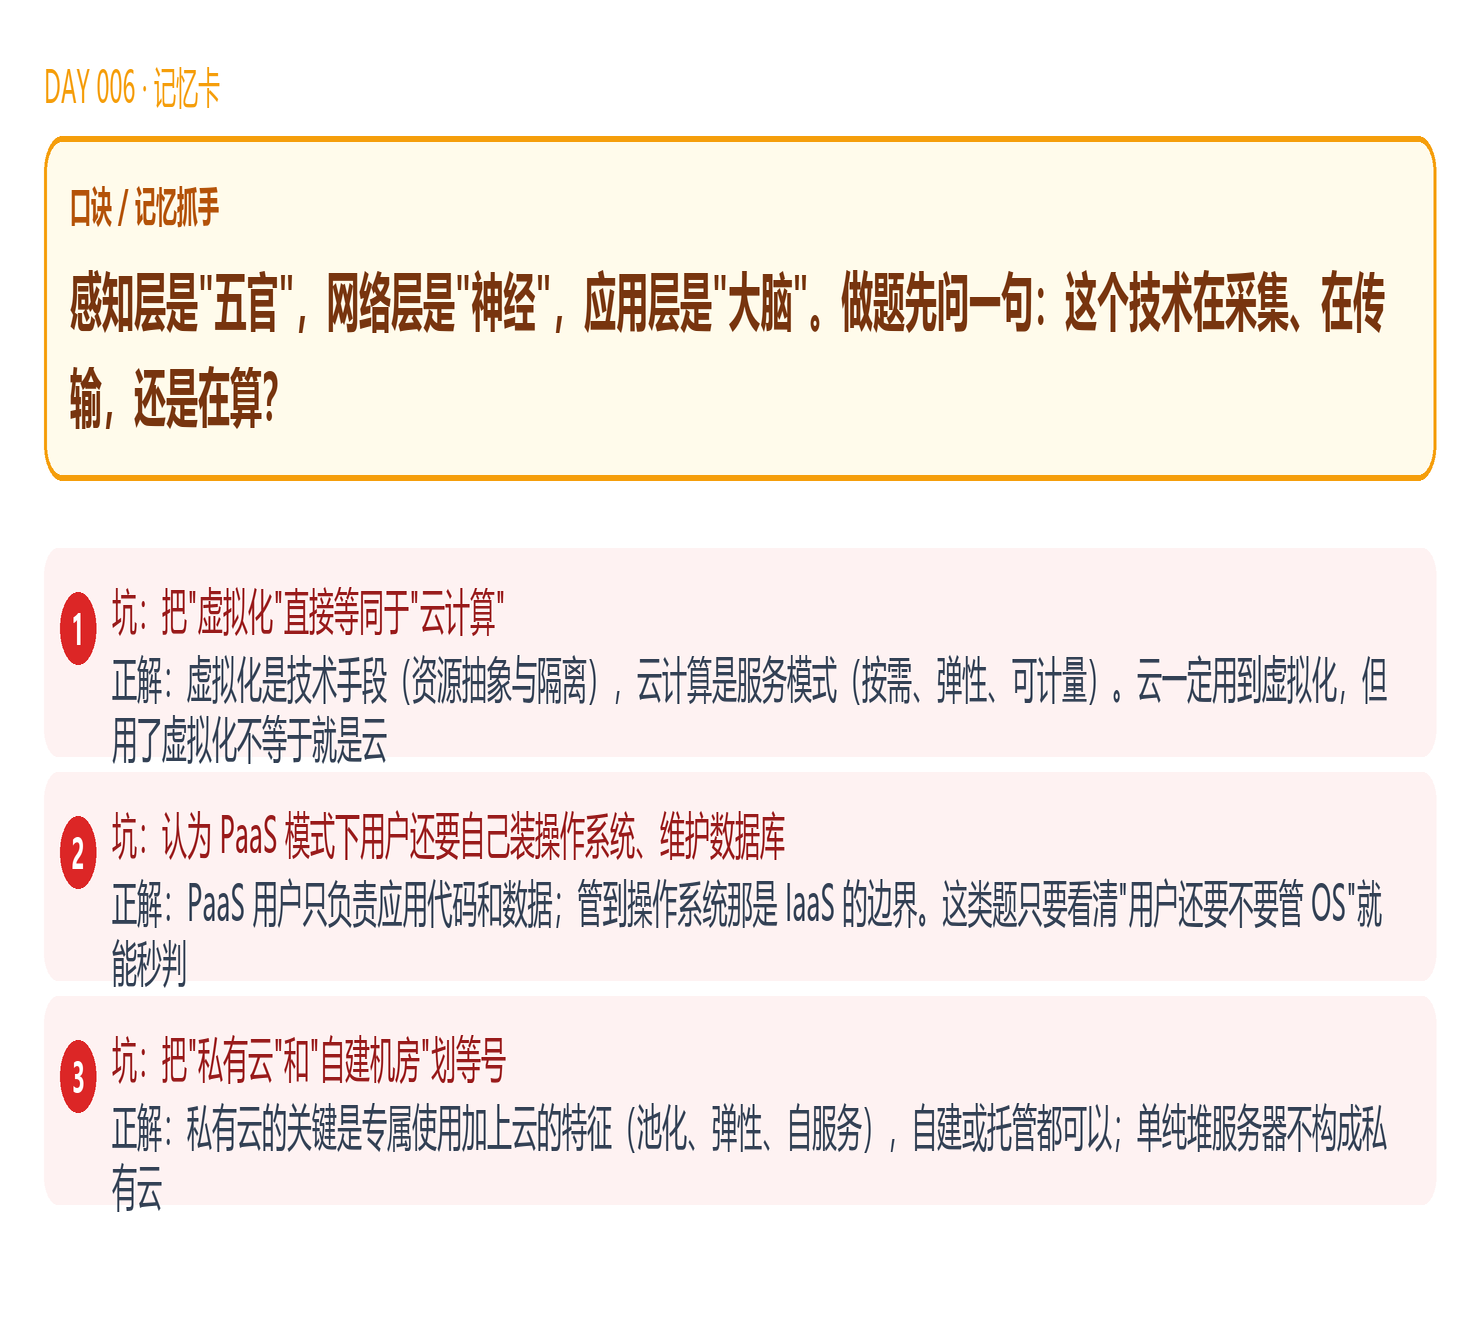 DAY 006 · 记忆卡
口诀 / 记忆抓手
感知层是"五官"，网络层是"神经"，应用层是"大脑"。做题先问一句：这个技术在采集、在传
输，还是在算？
1
坑：把"虚拟化"直接等同于"云计算"
正解：虚拟化是技术手段（资源抽象与隔离），云计算是服务模式（按需、弹性、可计量）。云一定用到虚拟化，但
用了虚拟化不等于就是云
2
坑：认为 PaaS 模式下用户还要自己装操作系统、维护数据库
正解：PaaS 用户只负责应用代码和数据；管到操作系统那是 IaaS 的边界。这类题只要看清"用户还要不要管 OS"就
能秒判
3
坑：把"私有云"和"自建机房"划等号
正解：私有云的关键是专属使用加上云的特征（池化、弹性、自服务），自建或托管都可以；单纯堆服务器不构成私
有云